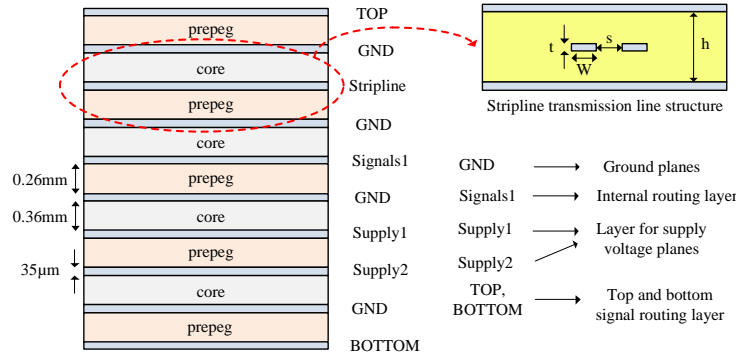 TOP
prepeg
GND
core
Stripline
prepeg
GND
core
Signals1
0.26mm
prepeg
GND
0.36mm
core
Supply1
prepeg
Supply2
35µm
core
GND
prepeg
BOTTOM
t
s
h
W
Stripline transmission line structure
GND
Ground planes
Signals1
Internal routing layer
Supply1
Layer for supply
voltage planes
Supply2
TOP,
BOTTOM
Top and bottom
signal routing layer